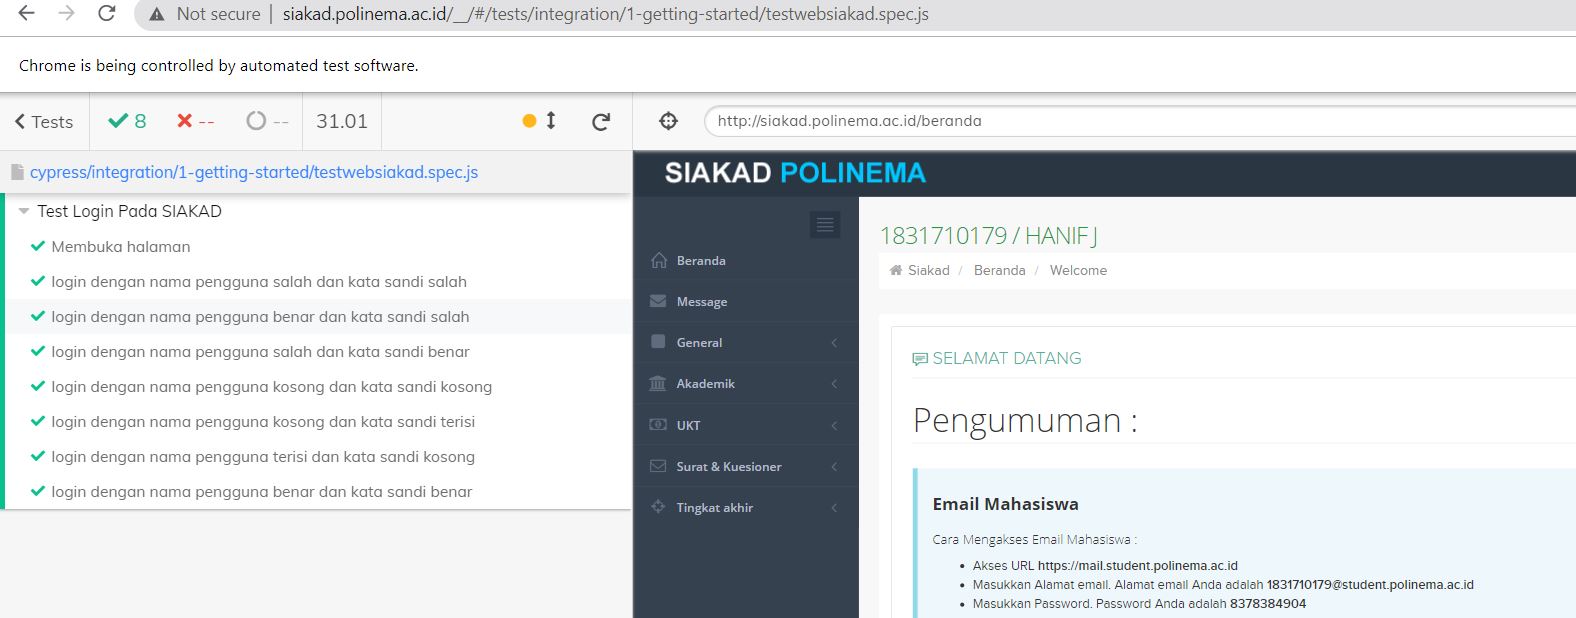 Not secure | siakad.polinema.ac.id/__/#/tests/integration/1-getting-started/testwebsiakad.spec.js
Chrome is being controlled by automated test software.
Tests 8 -- -- 31.01
http://siakad.polinema.ac.id/beranda
cypress/integration/1-getting-started/testwebsiakad.spec.js
Test Login Pada SIAKAD
Membuka halaman
login dengan nama pengguna salah dan kata sandi salah
login dengan nama pengguna benar dan kata sandi salah
login dengan nama pengguna salah dan kata sandi benar
login dengan nama pengguna kosong dan kata sandi kosong
login dengan nama pengguna kosong dan kata sandi terisi
login dengan nama pengguna terisi dan kata sandi kosong
login dengan nama pengguna benar dan kata sandi benar
SIAKAD POLINEMA
Beranda
Message
General
Akademik
UKT
Surat & Kuesioner
Tingkat akhir
1831710179 / HANIF J
Siakad / Beranda / Welcome
SELAMAT DATANG
Pengumuman :
Email Mahasiswa
Cara Mengakses Email Mahasiswa :
• Akses URL https://mail.student.polinema.ac.id
• Masukkan Alamat email. Alamat email Anda adalah 1831710179@student.polinema.ac.id
• Masukkan Password. Password Anda adalah 8378384904